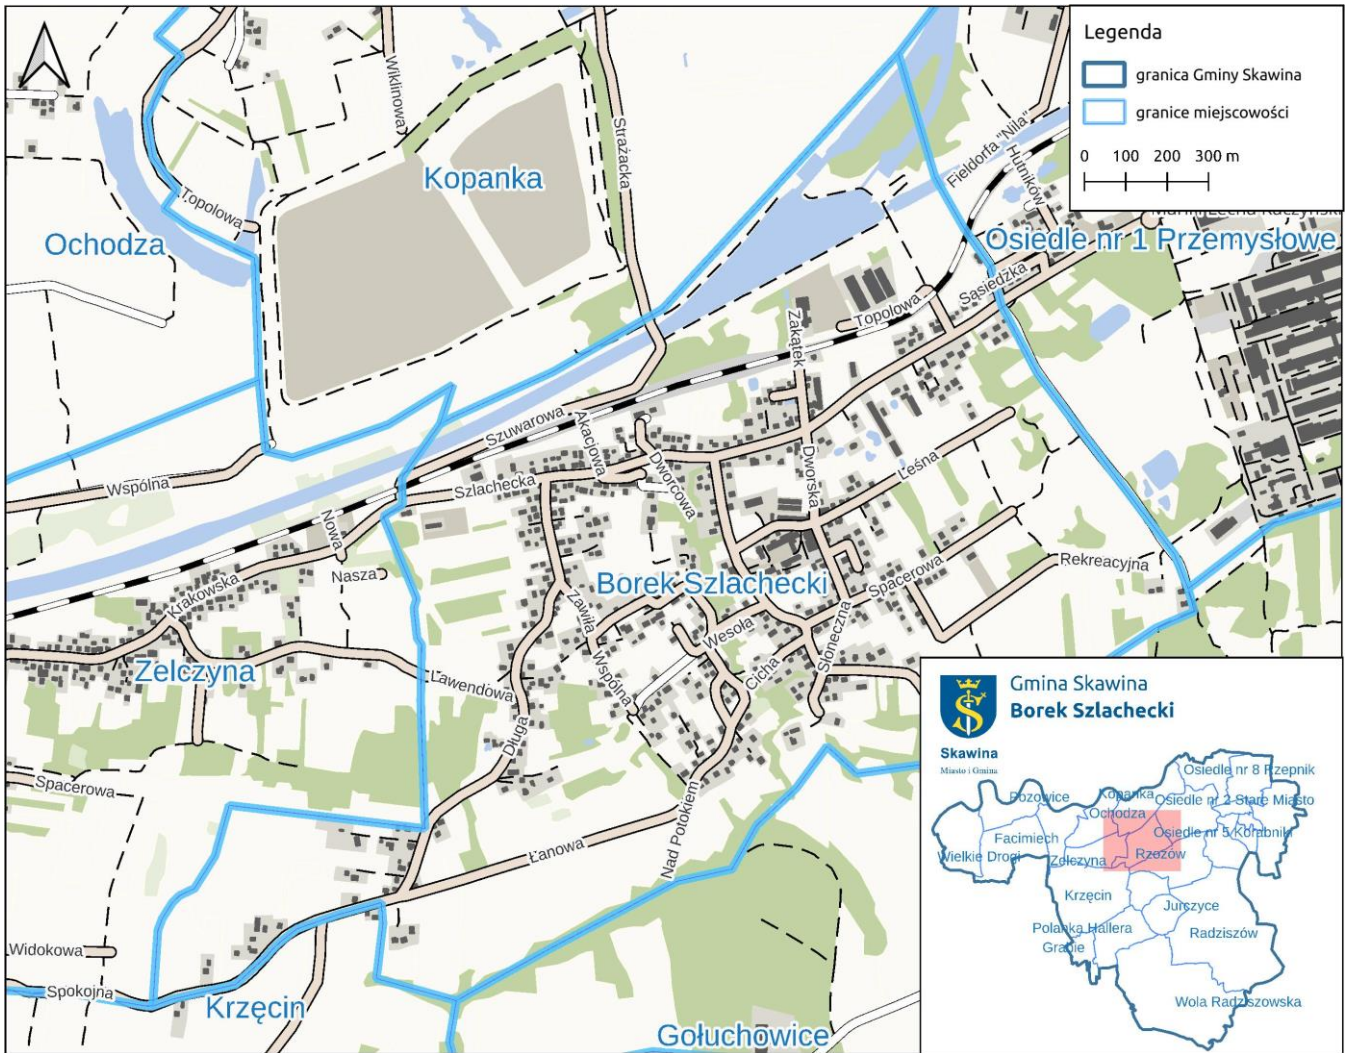 Legenda
granica Gminy Skawina
granice miejscowości
0 100 200 300 m
Wiklinowa
Strażacka
Fieldorfa "Nila"
Hutników
Kopanka
Topolowa
Ochodza
Osiedle nr 1 Przemysłowe
Sąsiedzka
Topolowa
Zakątek
Szuwarowa
Akacjowa
Dworcowa
Dworska
Leśna
Wspólna
Szlachecka
Nowa
Nasza
Krakowska
Borek Szlachecki
Spacerowa
Rekreacyjna
Zawiła
Wesoła
Słoneczna
Cicha
Wspólna
Zelczyna
Lawendowa
Długa
Spacerowa
Łanowa
Nad Potokiem
Widokowa
Spokojna
Krzęcin
Gołuchowice
Gmina Skawina
Borek Szlachecki
Skawina
Miasto i Gmina
Osiedle nr 8 Rzepnik
Pozowice
Kopanka
Osiedle nr 2 Stare Miasto
Ochodza
Facimiech
Osiedle nr 5 Korabniki
Wielkie Drogi
Zelczyna
Rzozów
Krzęcin
Jurczyce
Polanka Hallera
Radziszów
Grabie
Wola Radziszowska